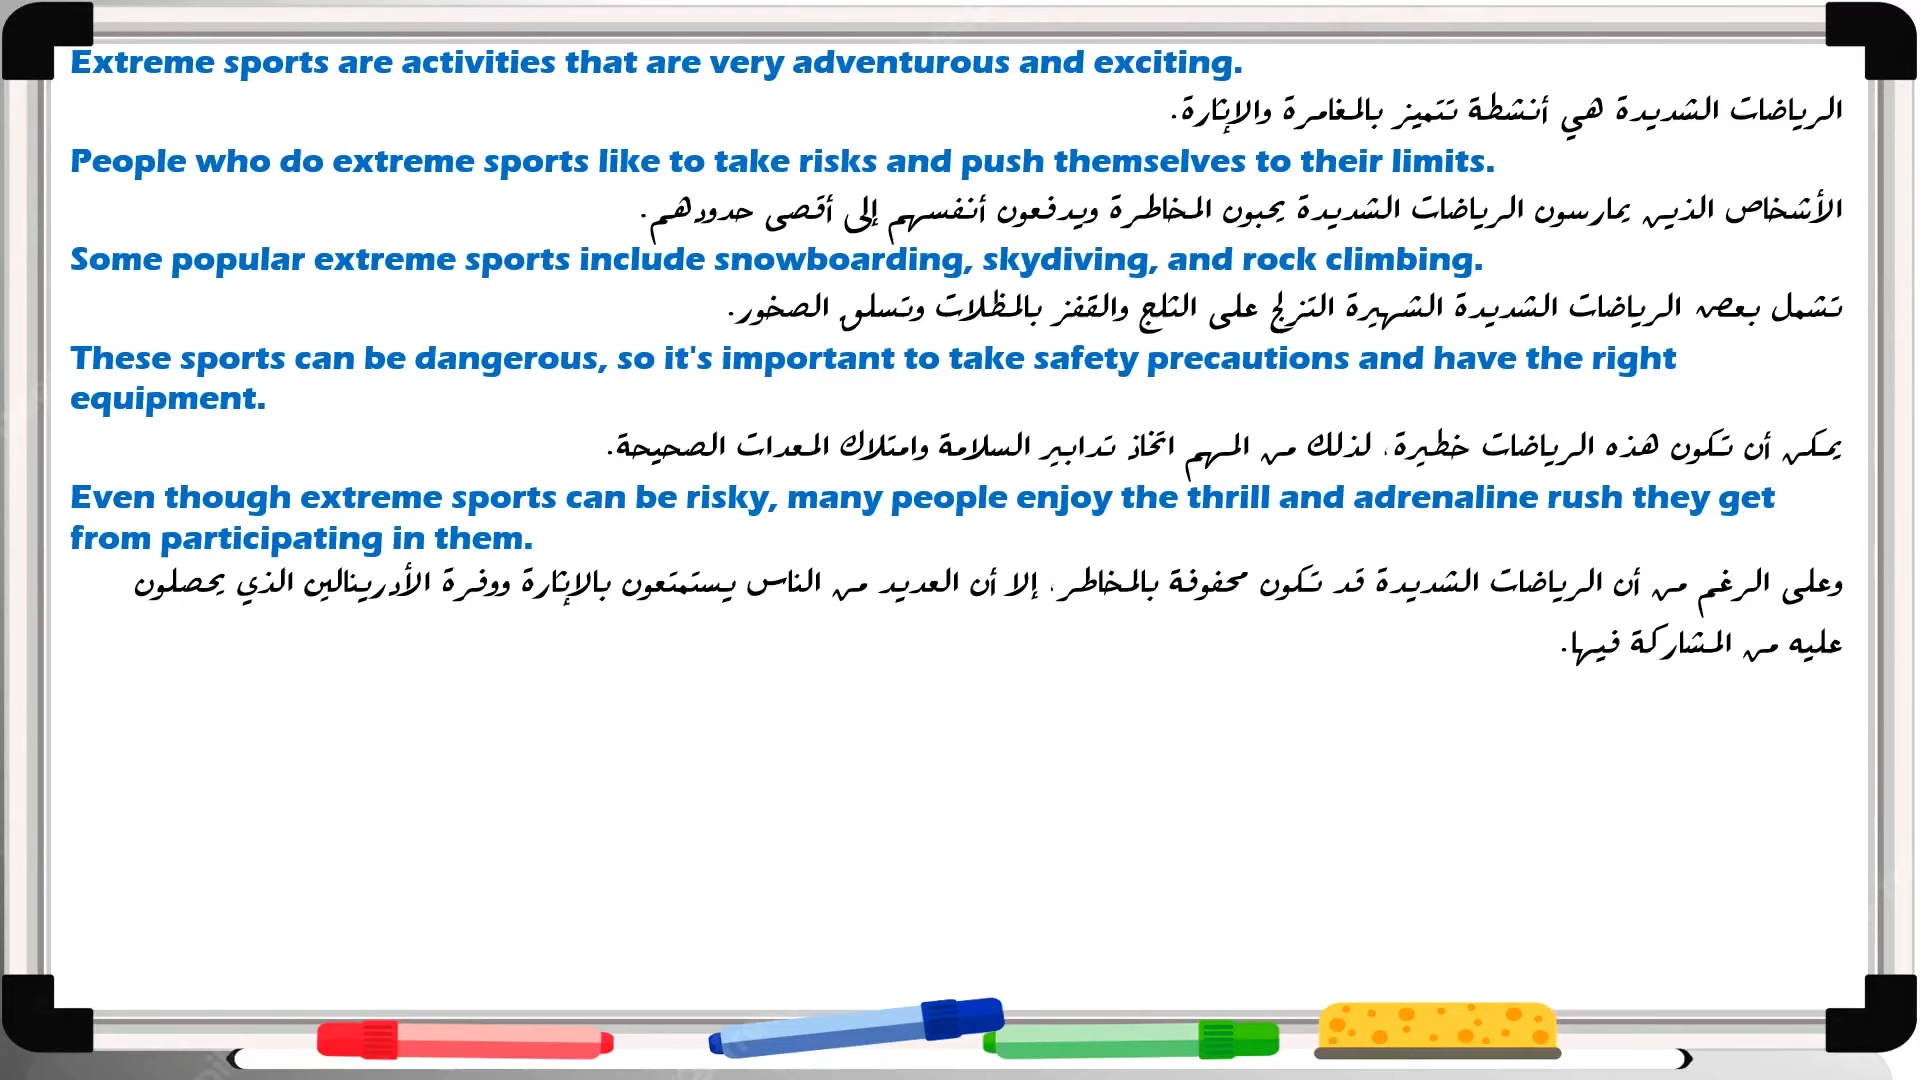 Extreme sports are activities that are very adventurous and exciting.
الرياضات الشديدة هي أنشطة تتميز بالمغامرة والإثارة.
People who do extreme sports like to take risks and push themselves to their limits.
الأشخاص الذين يمارسون الرياضات الشديدة يحبون المخاطرة ويدفعون أنفسهم إلى أقصى حدودهم.
Some popular extreme sports include snowboarding, skydiving, and rock climbing.
تشمل بعض الرياضات الشديدة الشهيرة التزلج على الثلج والقفز بالمظلات وتسلق الصخور.
These sports can be dangerous, so it's important to take safety precautions and have the right
equipment.
يمكن أن تكون هذه الرياضات خطيرة، لذلك من المهم اتخاذ تدابير السلامة وامتلاك المعدات الصحيحة.
Even though extreme sports can be risky, many people enjoy the thrill and adrenaline rush they get
from participating in them.
وعلى الرغم من أن الرياضات الشديدة قد تكون محفوفة بالمخاطر، إلا أن العديد من الناس يستمتعون بالإثارة ووفرة الأدرينالين الذي يحصلون
عليه من المشاركة فيها.